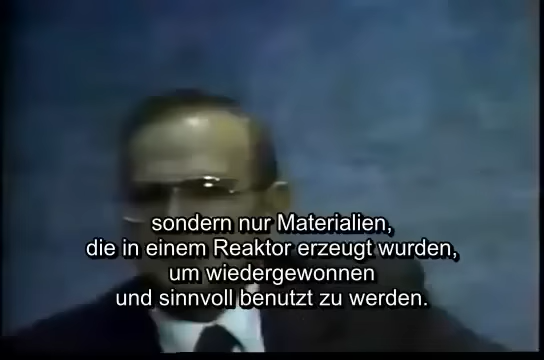 sondern nur Materialien,
die in einem Reaktor erzeugt wurden,
um wiedergewonnen
und sinnvoll benutzt zu werden.